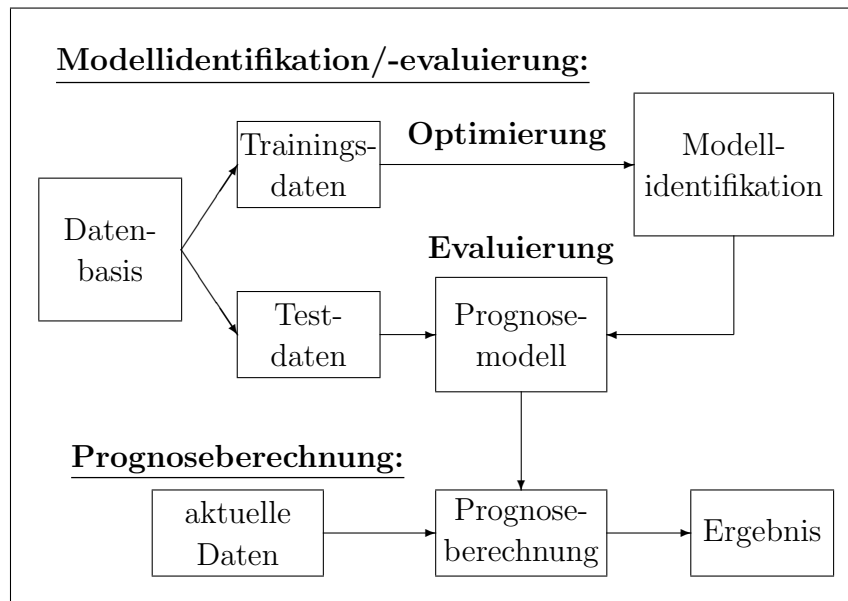 Modellidentifikation/-evaluierung:
Trainings-
daten
Optimierung
Modell-
identifikation
Daten-
basis
Evaluierung
Test-
daten
Prognose-
modell
Prognoseberechnung:
aktuelle
Daten
Prognose-
berechnung
Ergebnis